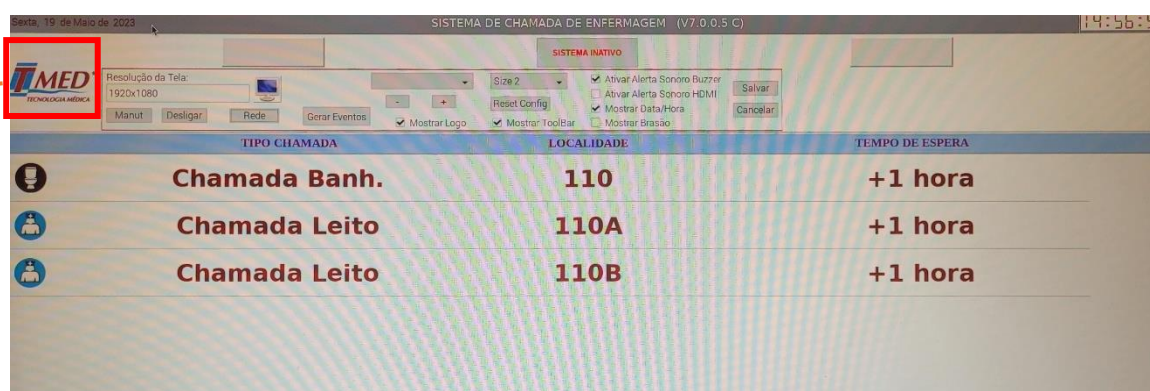 Sexta, 19 de Maio de 2023
SISTEMA DE CHAMADA DE ENFERMAGEM (V7.0.0.5 C)
14:56:
SISTEMA INATIVO
TMED
TECNOLOGIA MÉDICA
Resolução da Tela:
1920x1080
Manut Desligar Rede Gerar Eventos
- +
Mostrar Logo
Size 2
Reset Config
Mostrar ToolBar
Ativar Alerta Sonoro Buzzer
Ativar Alerta Sonoro HDMI
Mostrar Data/Hora
Mostrar Brasão
Salvar
Cancelar
TIPO CHAMADA LOCALIDADE TEMPO DE ESPERA
Chamada Banh. 110 +1 hora
Chamada Leito 110A +1 hora
Chamada Leito 110B +1 hora